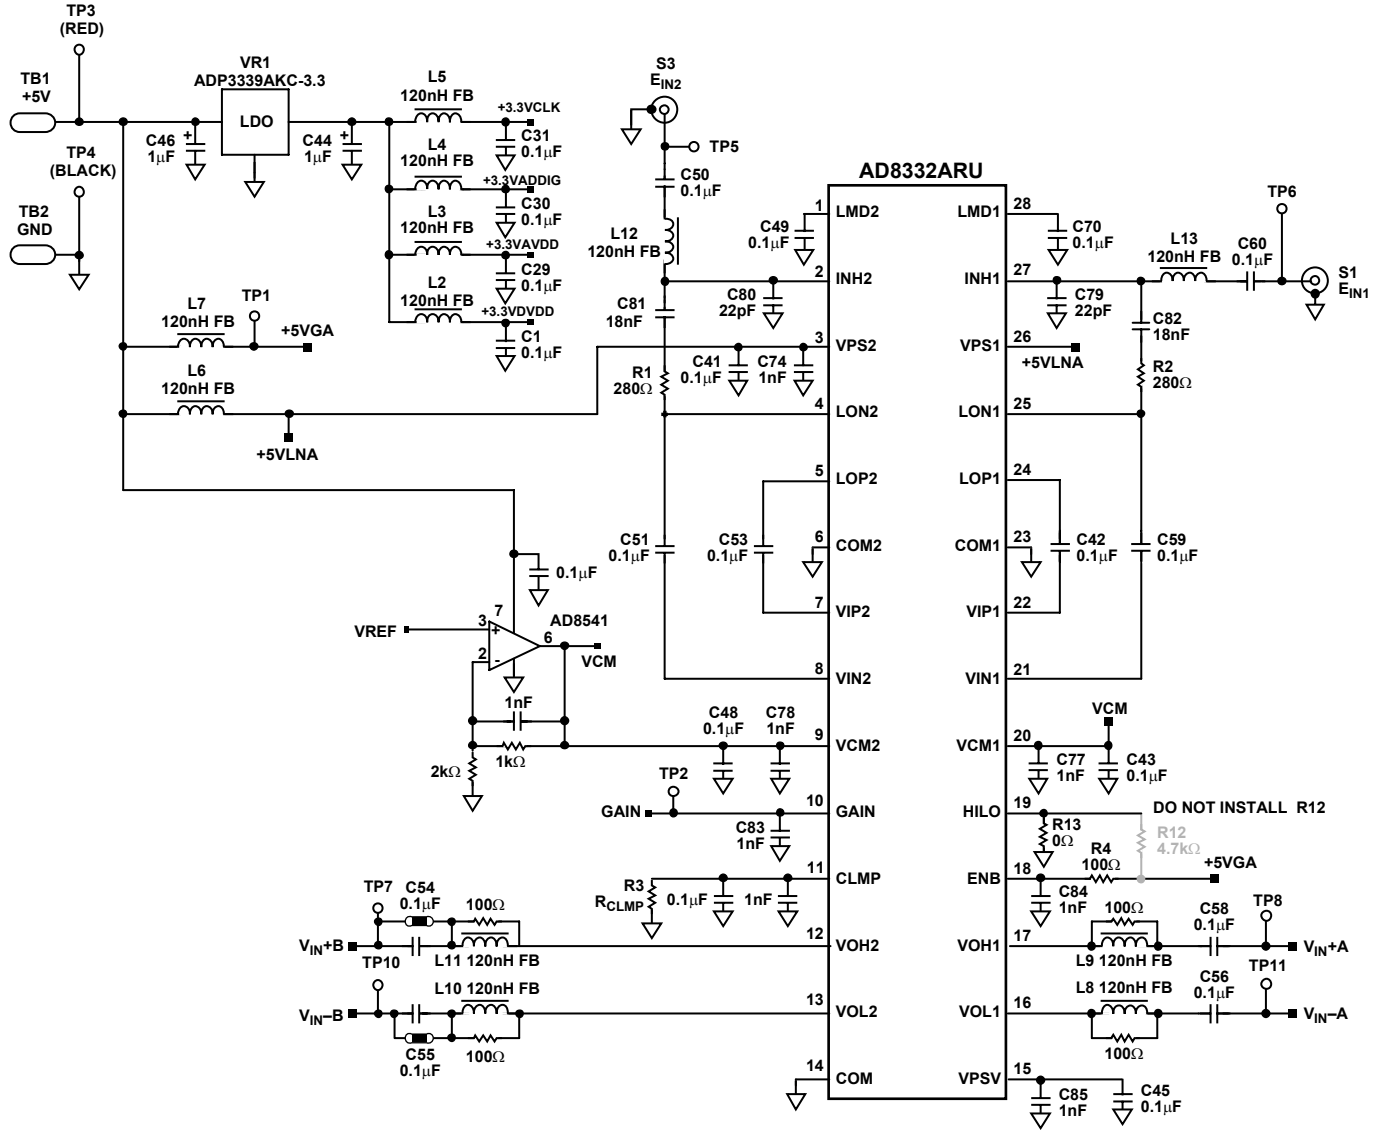 TP3
(RED)
TB1
+5V
VR1
ADP3339AKC-3.3
LDO
C46
1μF
+
C44
1μF
+
L5
120nH FB
+3.3VCLK
C31
0.1μF
L4
120nH FB
+3.3VADDIG
C30
0.1μF
L3
120nH FB
+3.3VAVDD
C29
0.1μF
L2
120nH FB
+3.3VDVDD
C1
0.1μF
TP4
(BLACK)
TB2
GND
L7
120nH FB
TP1
+5VGA
L6
120nH FB
+5VLNA
S3
EIN2
TP5
C50
0.1μF
L12
120nH FB
C49
0.1μF
C81
18nF
C80
22pF
R1
280Ω
C41
0.1μF
C74
1nF
C51
0.1μF
C53
0.1μF
0.1μF
VREF
3
+
2
-
7
AD8541
6
VCM
1nF
1kΩ
2kΩ
C48
0.1μF
C78
1nF
TP2
GAIN
C83
1nF
R3
RCLMP
0.1μF
1nF
TP7
C54
0.1μF
100Ω
VIN+B
L11 120nH FB
TP10
L10 120nH FB
VIN–B
C55
0.1μF
100Ω
AD8332ARU
1 LMD2
2 INH2
3 VPS2
4 LON2
5 LOP2
6 COM2
7 VIP2
8 VIN2
9 VCM2
10 GAIN
11 CLMP
12 VOH2
13 VOL2
14 COM
LMD1 28
INH1 27
VPS1 26
LON1 25
LOP1 24
COM1 23
VIP1 22
VIN1 21
VCM1 20
HILO 19
ENB 18
VOH1 17
VOL1 16
VPSV 15
C70
0.1μF
L13
120nH FB
C60
0.1μF
TP6
S1
EIN1
C79
22pF
C82
18nF
+5VLNA
R2
280Ω
C42
0.1μF
C59
0.1μF
VCM
C77
1nF
C43
0.1μF
DO NOT INSTALL R12
R13
0Ω
R12
4.7kΩ
R4
100Ω
+5VGA
C84
1nF
100Ω
C58
0.1μF
TP8
VIN+A
L9 120nH FB
L8 120nH FB
C56
0.1μF
TP11
VIN–A
100Ω
C85
1nF
C45
0.1μF